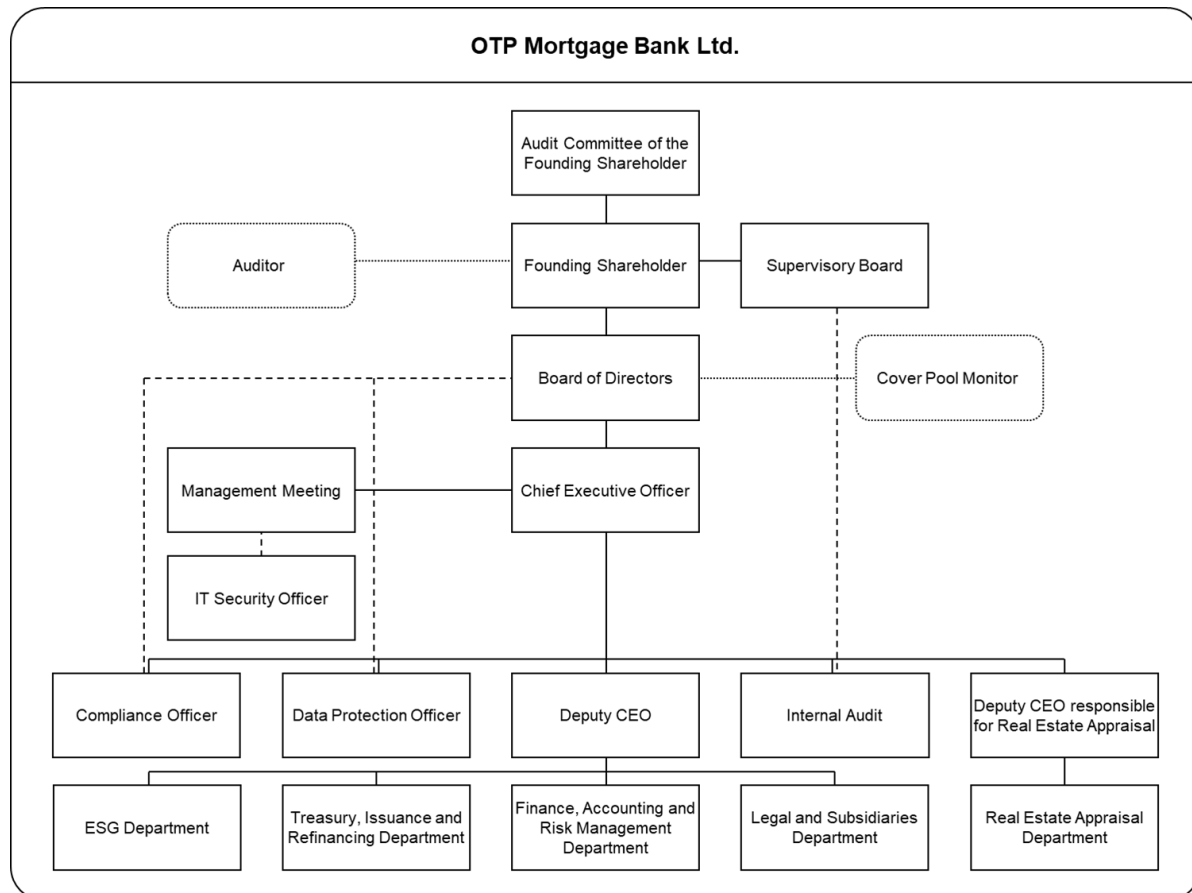 OTP Mortgage Bank Ltd.
Audit Committee of the
Founding Shareholder
Auditor
Founding Shareholder
Supervisory Board
Board of Directors
Cover Pool Monitor
Management Meeting
Chief Executive Officer
IT Security Officer
Compliance Officer
Data Protection Officer
Deputy CEO
Internal Audit
Deputy CEO responsible
for Real Estate Appraisal
ESG Department
Treasury, Issuance and
Refinancing Department
Finance, Accounting and
Risk Management
Department
Legal and Subsidiaries
Department
Real Estate Appraisal
Department